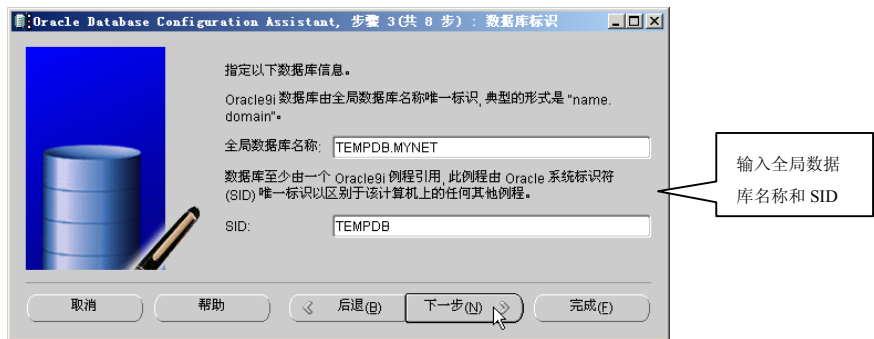 Oracle Database Configuration Assistant, 步骤 3(共 8 步) : 数据库标识
指定以下数据库信息。
Oracle9i 数据库由全局数据库名称唯一标识, 典型的形式是 "name.
domain"。
全局数据库名称: TEMPDB.MYNET
数据库至少由一个 Oracle9i 例程引用, 此例程由 Oracle 系统标识符
(SID) 唯一标识以区别于该计算机上的任何其他例程。
SID: TEMPDB
输入全局数据
库名称和 SID
取消 帮助 后退(B) 下一步(N) 完成(F)